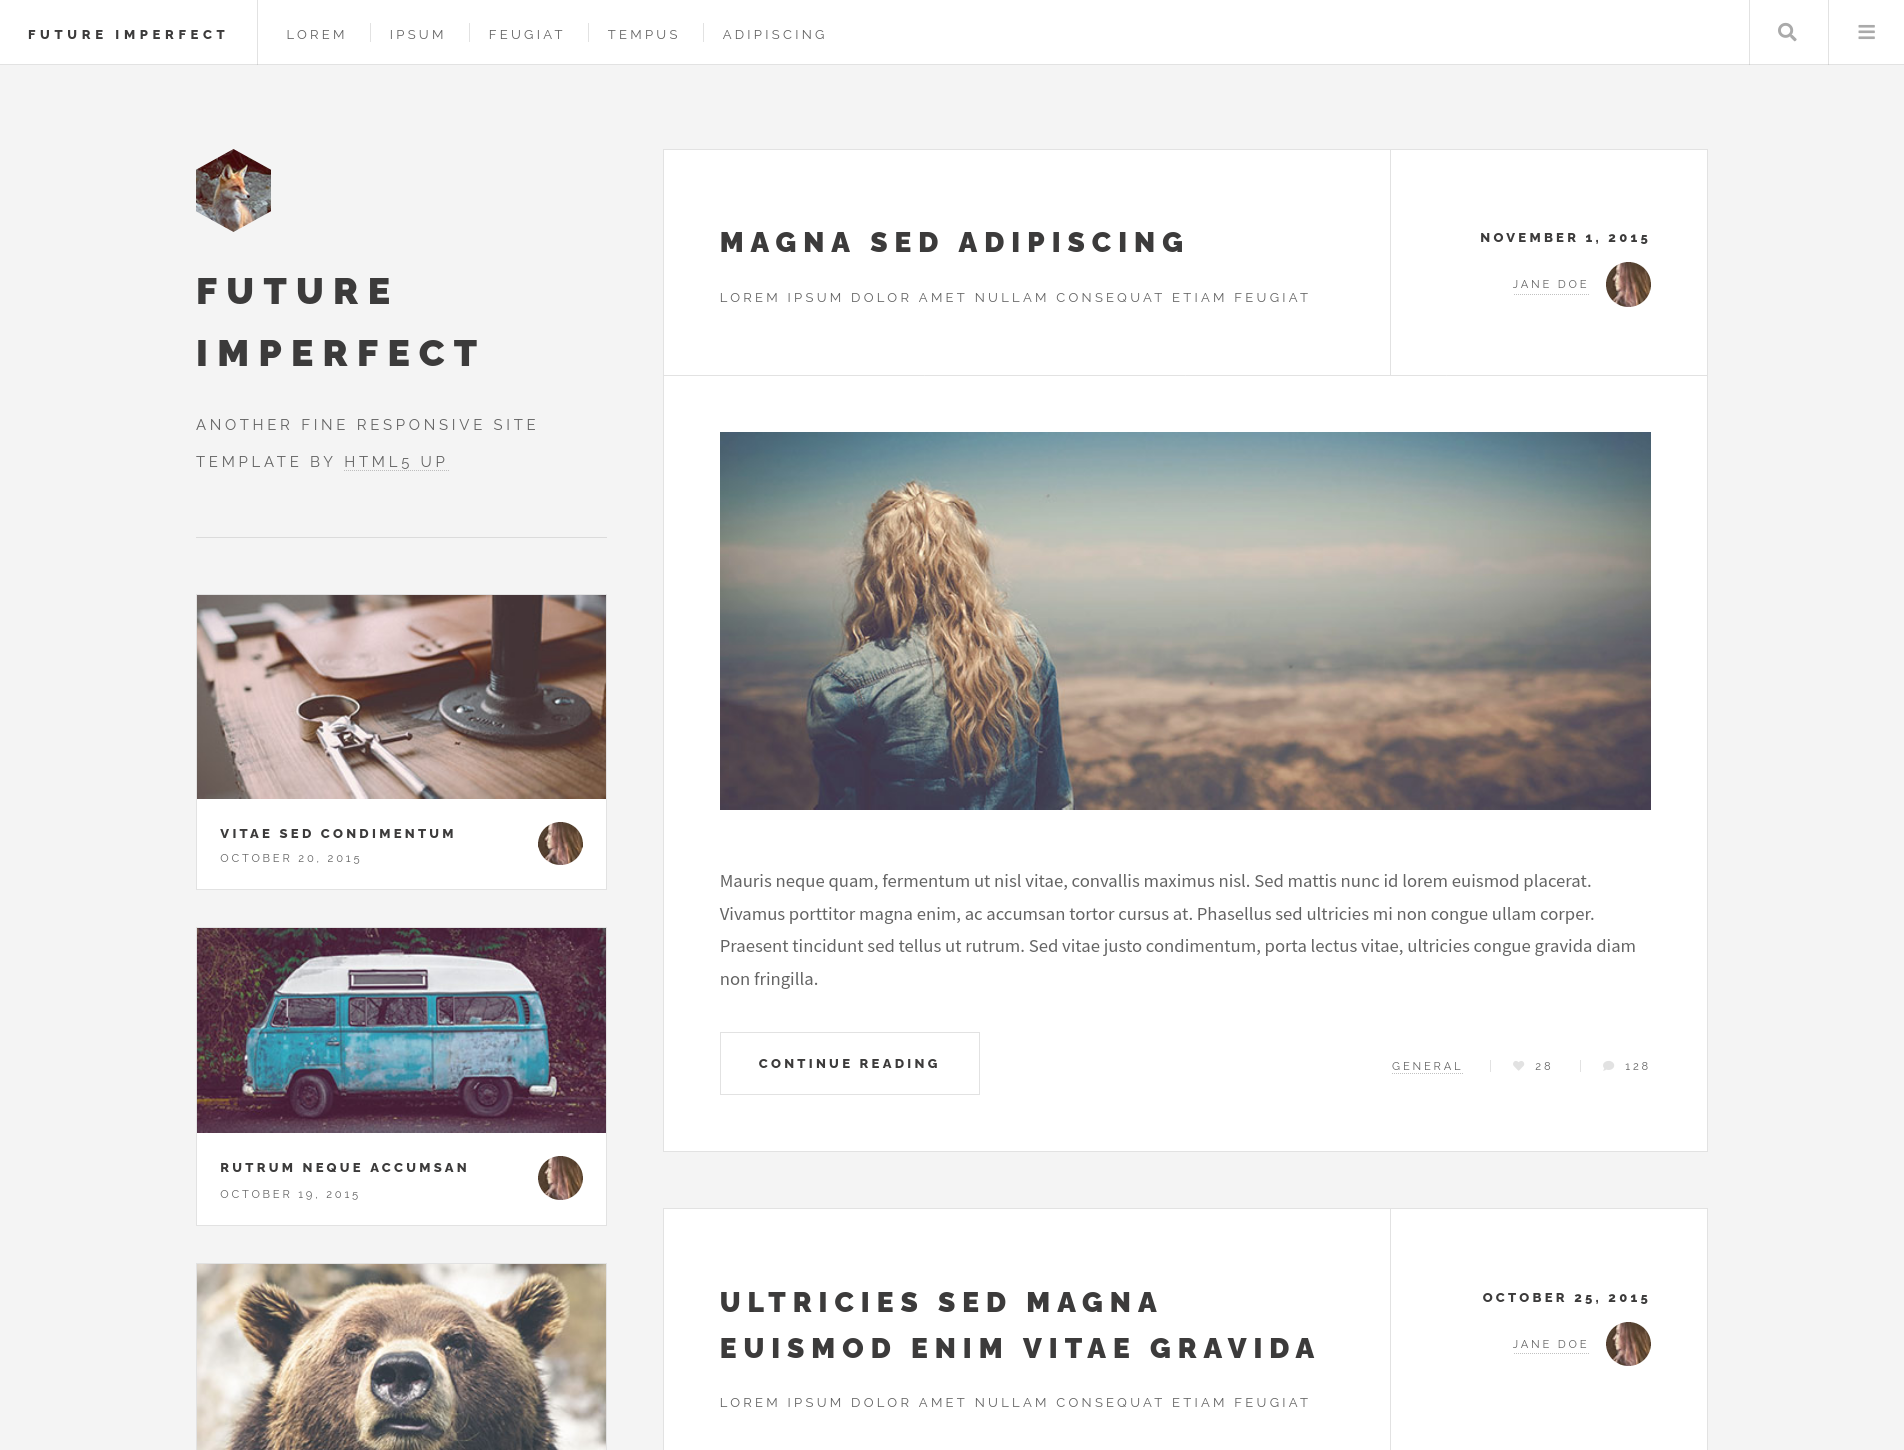 FUTURE IMPERFECT
LOREM
IPSUM
FEUGIAT
TEMPUS
ADIPISCING
FUTURE
IMPERFECT
ANOTHER FINE RESPONSIVE SITE
TEMPLATE BY HTML5 UP
VITAE SED CONDIMENTUM
OCTOBER 20, 2015
RUTRUM NEQUE ACCUMSAN
OCTOBER 19, 2015
MAGNA SED ADIPISCING
LOREM IPSUM DOLOR AMET NULLAM CONSEQUAT ETIAM FEUGIAT
NOVEMBER 1, 2015
JANE DOE
Mauris neque quam, fermentum ut nisl vitae, convallis maximus nisl. Sed mattis nunc id lorem euismod placerat.
Vivamus porttitor magna enim, ac accumsan tortor cursus at. Phasellus sed ultricies mi non congue ullam corper.
Praesent tincidunt sed tellus ut rutrum. Sed vitae justo condimentum, porta lectus vitae, ultricies congue gravida diam
non fringilla.
CONTINUE READING
GENERAL
28
128
ULTRICIES SED MAGNA
EUISMOD ENIM VITAE GRAVIDA
LOREM IPSUM DOLOR AMET NULLAM CONSEQUAT ETIAM FEUGIAT
OCTOBER 25, 2015
JANE DOE